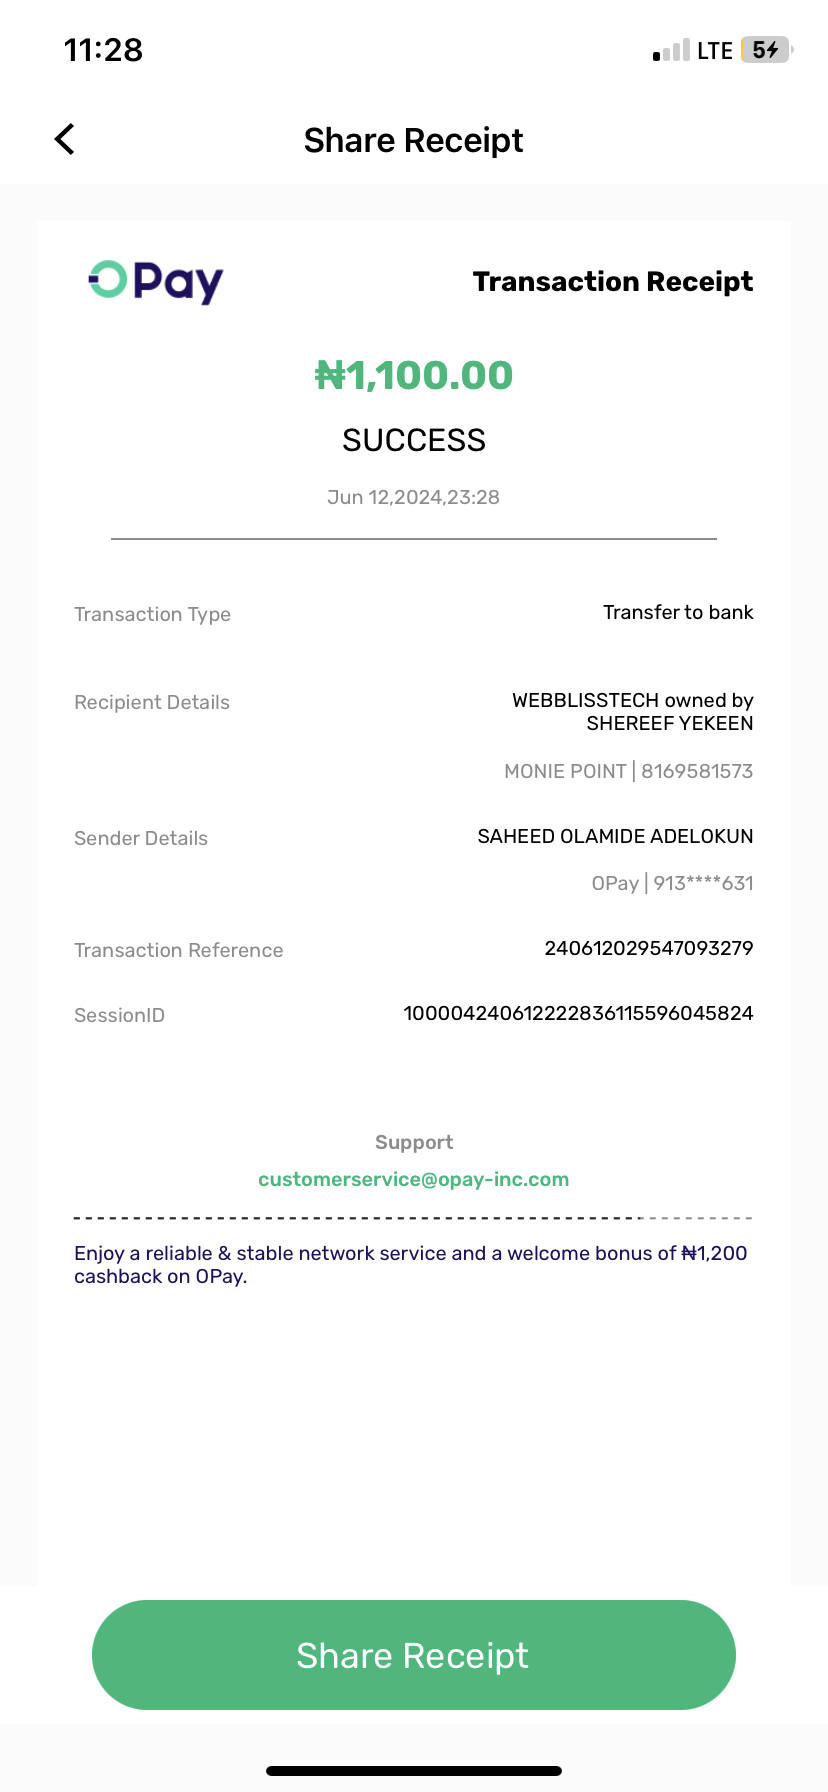 11:28
LTE 5
Share Receipt
OPay
Transaction Receipt
₦1,100.00
SUCCESS
Jun 12,2024,23:28
Transaction Type
Transfer to bank
Recipient Details
WEBBLISSTECH owned by
SHEREEF YEKEEN
MONIE POINT | 8169581573
Sender Details
SAHEED OLAMIDE ADELOKUN
OPay | 913****631
Transaction Reference
240612029547093279
SessionID
100004240612222836115596045824
Support
customerservice@opay-inc.com
Enjoy a reliable & stable network service and a welcome bonus of ₦1,200
cashback on OPay.
Share Receipt